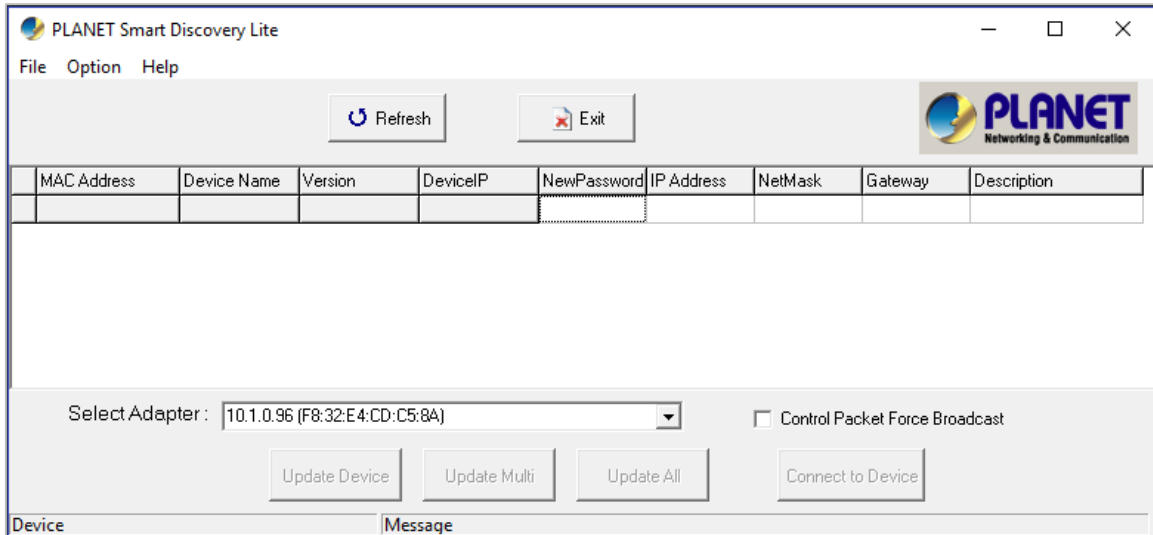 PLANET Smart Discovery Lite
File Option Help
Refresh Exit
PLANET
Networking & Communication
MAC Address Device Name Version DeviceIP NewPassword IP Address NetMask Gateway Description
Select Adapter : 10.1.0.96 (F8:32:E4:CD:C5:8A) Control Packet Force Broadcast
Update Device Update Multi Update All Connect to Device
Device Message